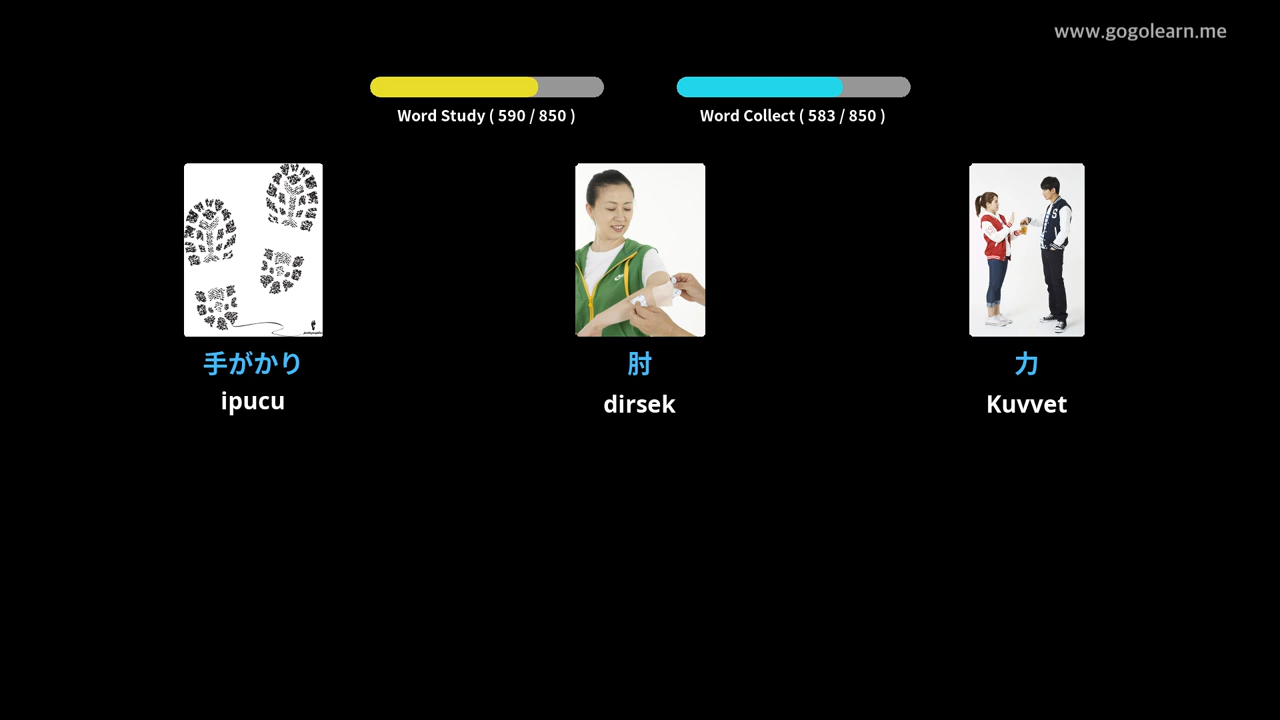 www.gogolearn.me
Word Study ( 590 / 850 )
Word Collect ( 583 / 850 )
手がかり
ipucu
肘
dirsek
力
Kuvvet